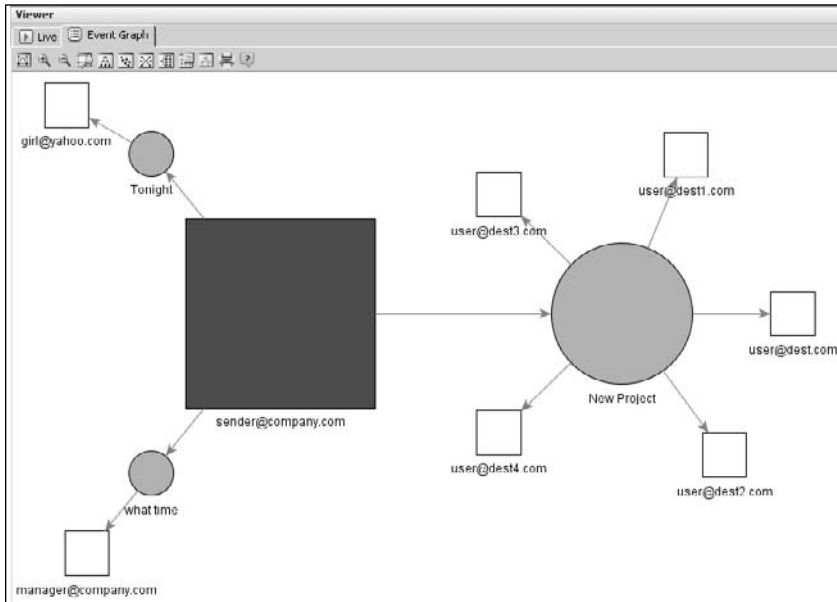 Viewer
Live
Event Graph
girl@yahoo.com
Tonight
user@dest1.com
user@dest3.com
user@dest.com
New Project
sender@company.com
user@dest4.com
user@dest2.com
what time
manager@company.com